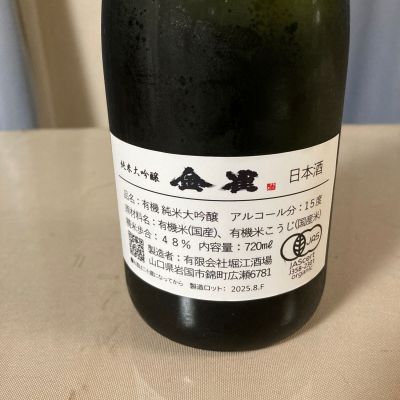 純米大吟醸 金雀 日本酒
品名：有機 純米大吟醸 アルコール分：15度
原材料名：有機米(国産)、有機米こうじ(国産米)
精米歩合：48% 内容量：720mℓ
製造者：有限会社堀江酒場
山口県岩国市錦町広瀬6781
製造ロット：2025.8.F
JAS
organic